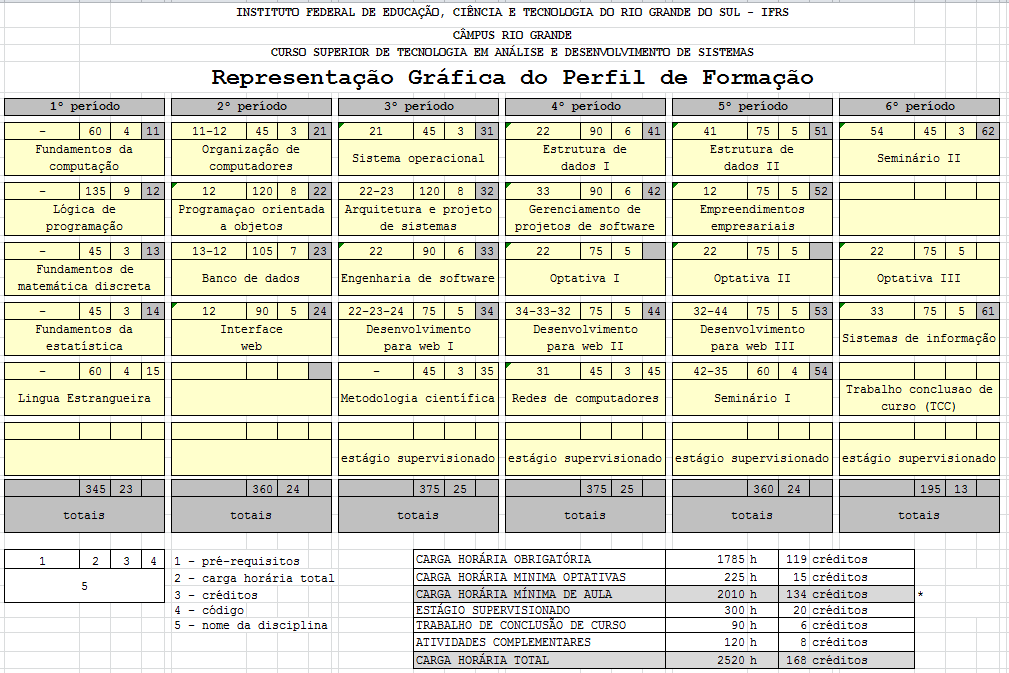 INSTITUTO FEDERAL DE EDUCAÇÃO, CIÊNCIA E TECNOLOGIA DO RIO GRANDE DO SUL - IFRS
CÂMPUS RIO GRANDE
CURSO SUPERIOR DE TECNOLOGIA EM ANÁLISE E DESENVOLVIMENTO DE SISTEMAS
Representação Gráfica do Perfil de Formação
1º período 2º período 3º período 4º período 5º período 6º período
- 60 4 11 11-12 45 3 21 21 45 3 31 22 90 6 41 41 75 5 51 54 45 3 62
Fundamentos da Organização de Estrutura de Estrutura de
Sistema operacional Seminário II
computação computadores dados I dados II
- 135 9 12 12 120 8 22 22-23 120 8 32 33 90 6 42 12 75 5 52
Lógica de Programaçao orientada Arquitetura e projeto Gerenciamento de Empreendimentos
programação a objetos de sistemas projetos de software empresariais
- 45 3 13 13-12 105 7 23 22 90 6 33 22 75 5 22 75 5 22 75 5
Fundamentos de
Banco de dados Engenharia de software Optativa I Optativa II Optativa III
matemática discreta
- 45 3 14 12 90 5 24 22-23-24 75 5 34 34-33-32 75 5 44 32-44 75 5 53 33 75 5 61
Fundamentos da Interface Desenvolvimento Desenvolvimento Desenvolvimento
Sistemas de informação
estatística web para web I para web II para web III
- 60 4 15 - 45 3 35 31 45 3 45 42-35 60 4 54
Lingua Estrangueira Metodologia científica Redes de computadores Seminário I Trabalho conclusao de
curso (TCC)
estágio supervisionado estágio supervisionado estágio supervisionado estágio supervisionado
345 23 360 24 375 25 375 25 360 24 195 13
totais totais totais totais totais totais
1 2 3 4
5
1 - pré-requisitos
2 - carga horária total
3 - créditos
4 - código
5 - nome da disciplina
CARGA HORÁRIA OBRIGATÓRIA 1785 h 119 créditos
CARGA HORÁRIA MINIMA OPTATIVAS 225 h 15 créditos
CARGA HORÁRIA MÍNIMA DE AULA 2010 h 134 créditos *
ESTÁGIO SUPERVISIONADO 300 h 20 créditos
TRABALHO DE CONCLUSÃO DE CURSO 90 h 6 créditos
ATIVIDADES COMPLEMENTARES 120 h 8 créditos
CARGA HORÁRIA TOTAL 2520 h 168 créditos